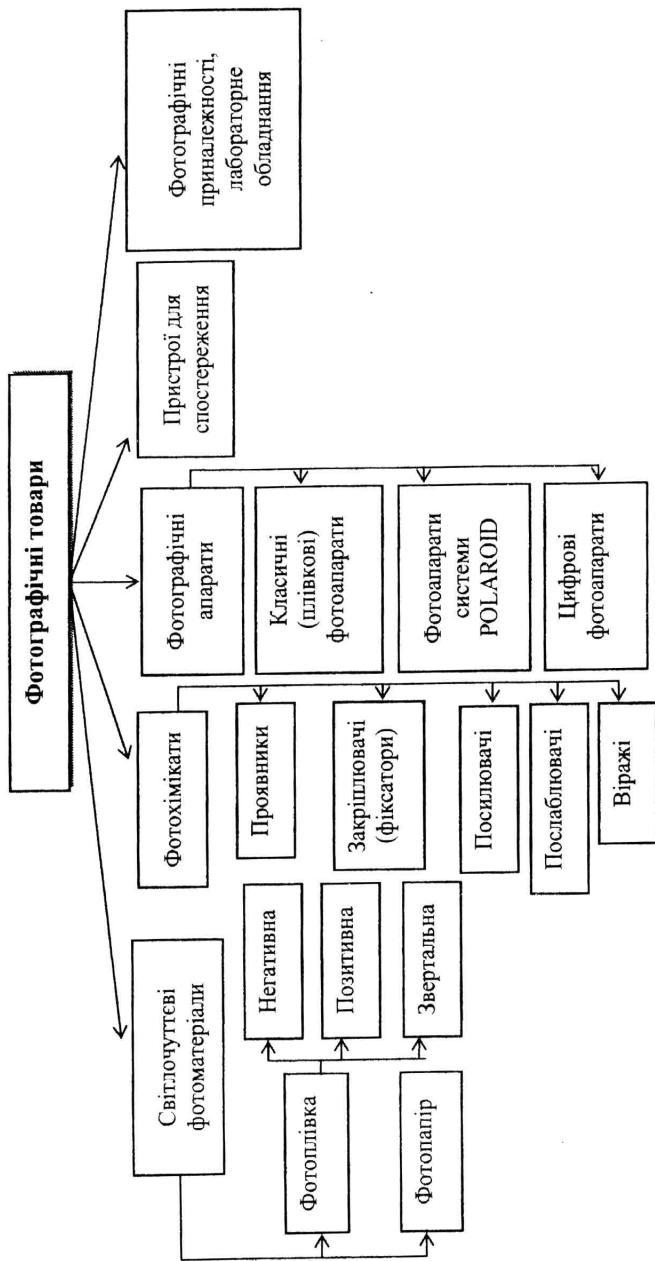 Фотографічні товари
Світлочуттєві
фотоматеріали
Фотоплівка
Негативна
Позитивна
Звертальна
Фотопапір
Фотохімікати
Проявники
Закріплювачі
((фіксатори)
Посилювачі
Послаблювачі
Віражі
Фотографічні
апарати
Класичні
(плівкові)
фотоапарати
Фотоапарати
системи
POLAROID
Цифрові
фотоапарати
Пристрої для
спостереження
Фотографічні
приналежності,
лабораторне
обладнання